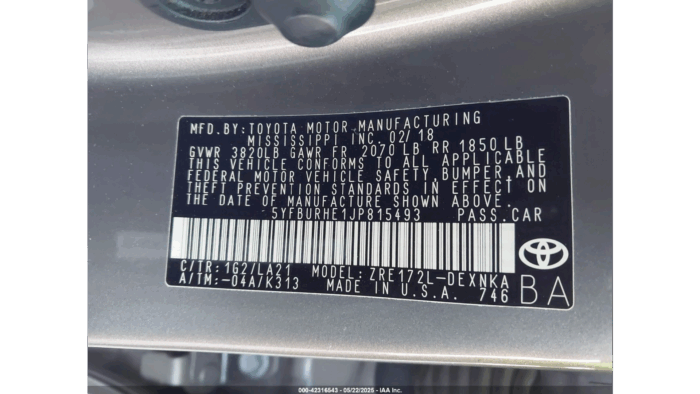 MFD. BY: TOYOTA MOTOR MANUFACTURING
MISSISSIPPI INC. 02/18
GVWR 3820LB GAWR FR 2070 LB RR 1850 LB
THIS VEHICLE CONFORMS TO ALL APPLICABLE
FEDERAL MOTOR VEHICLE SAFETY, BUMPER, AND
THEFT PREVENTION STANDARDS IN EFFECT ON
THE DATE OF MANUFACTURE SHOWN ABOVE.
5YFBURHE1JP815493 PASS. CAR
C/TR: 1G2/LA21 MODEL: ZRE172L-DEXNKA
A/TM: -04A/K313 MADE IN U.S.A. 746 BA
000-42316543 - 05/22/2025 - IAA Inc.